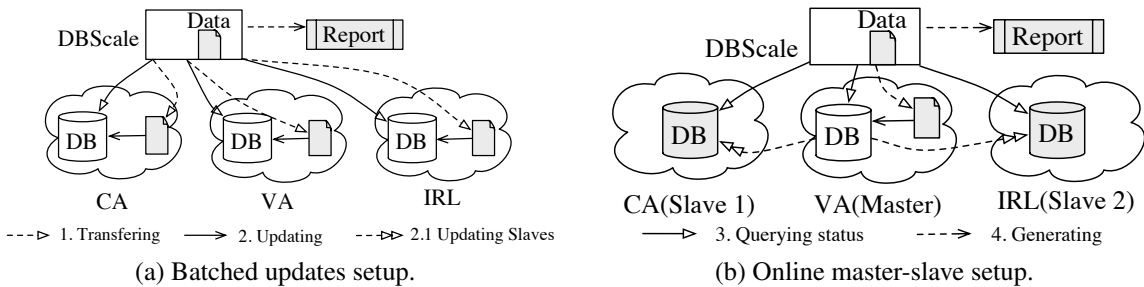 Data
Report
DBScale
DB
DB
DB
CA
VA
IRL
1. Transfering
2. Updating
2.1 Updating Slaves
(a) Batched updates setup.
Data
Report
DBScale
DB
DB
DB
CA(Slave 1)
VA(Master)
IRL(Slave 2)
3. Querying status
4. Generating
(b) Online master-slave setup.